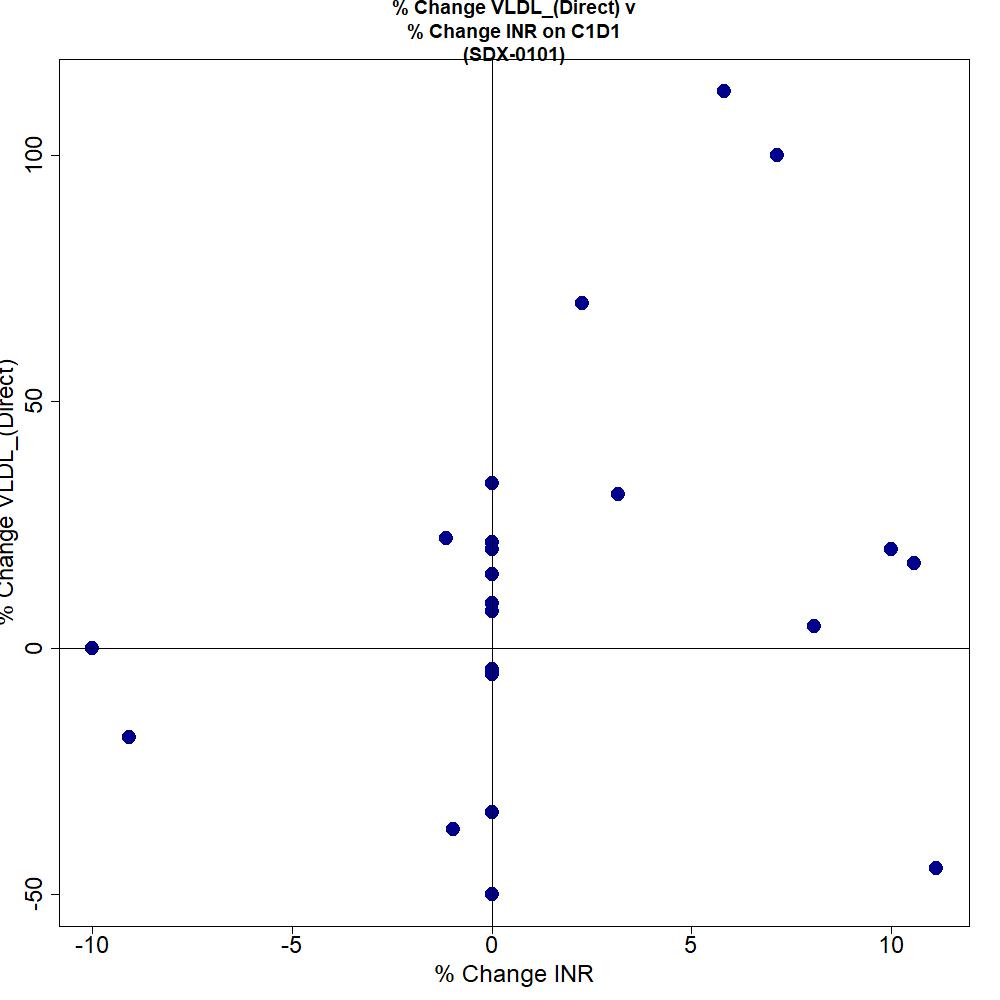 % Change VLDL_(Direct) v
% Change INR on C1D1
(SDX-0101)
% Change VLDL_(Direct)
100
50
0
-50
-10
-5
0
5
10
% Change INR